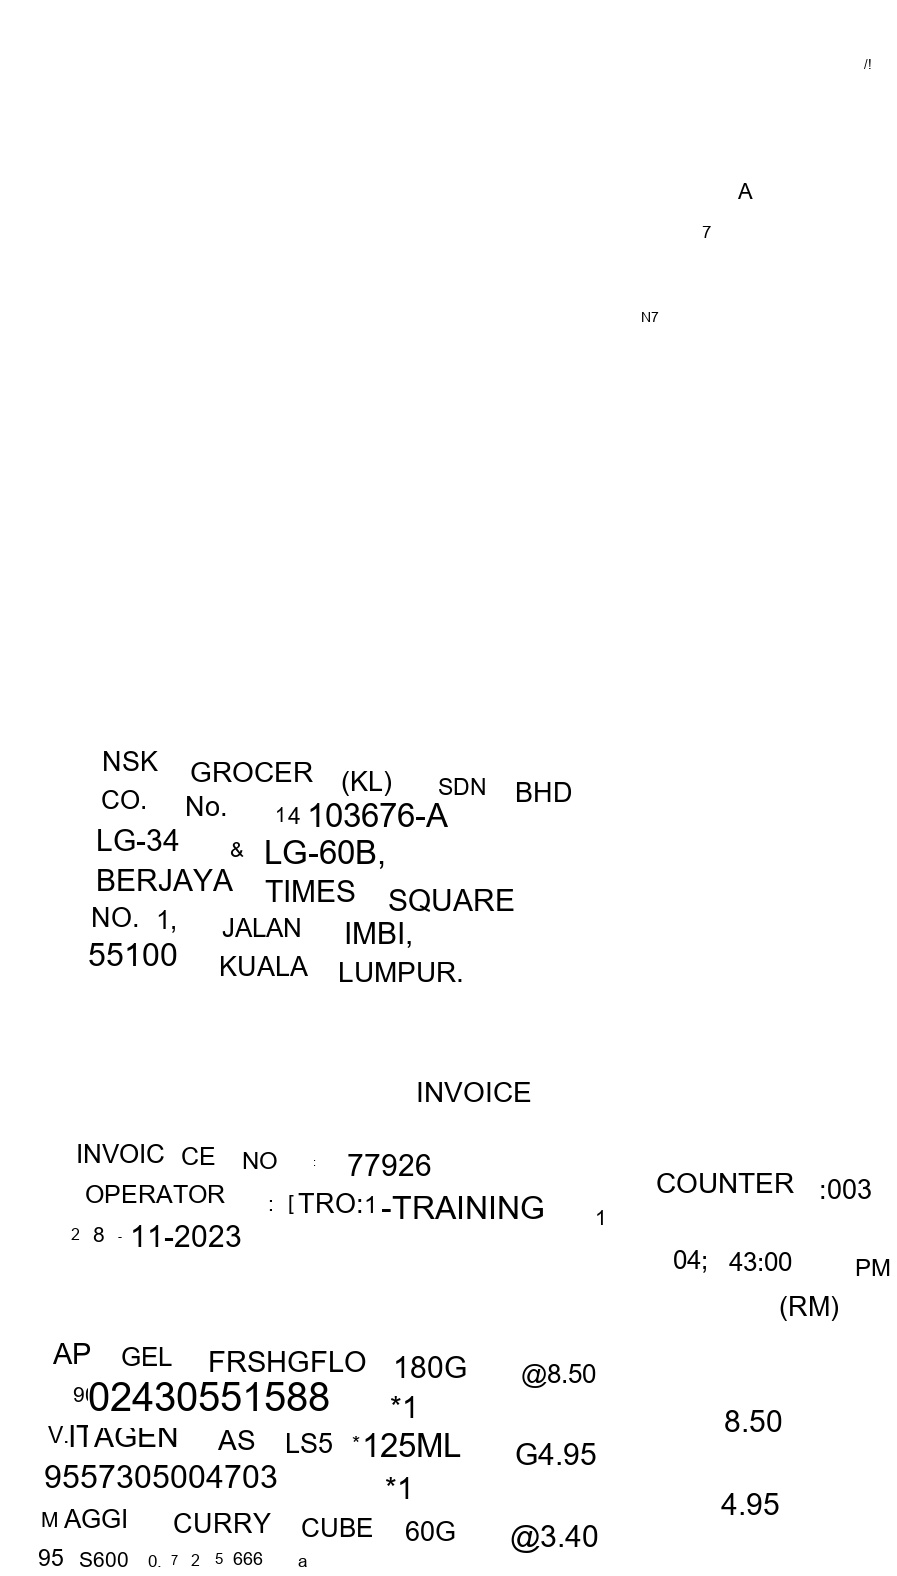 /!
A
7
N7
NSK GROCER (KL) SDN BHD
CO. No. 14 103676-A
LG-34 & LG-60B,
BERJAYA TIMES SQUARE
NO. 1, JALAN IMBI,
55100 KUALA LUMPUR.
INVOICE
INVOIC CE NO : 77926
OPERATOR : [TRO:1-TRAINING 1 COUNTER :003
2 8 - 11-2023 04; 43:00 PM
(RM)
AP GEL FRSHGFLO 180G @8.50
9002430551588 *1 8.50
V.ITAGEN AS LS5 *125ML G4.95
9557305004703 *1 4.95
M AGGI CURRY CUBE 60G @3.40
95 S600 0. 7 2 5 666 a